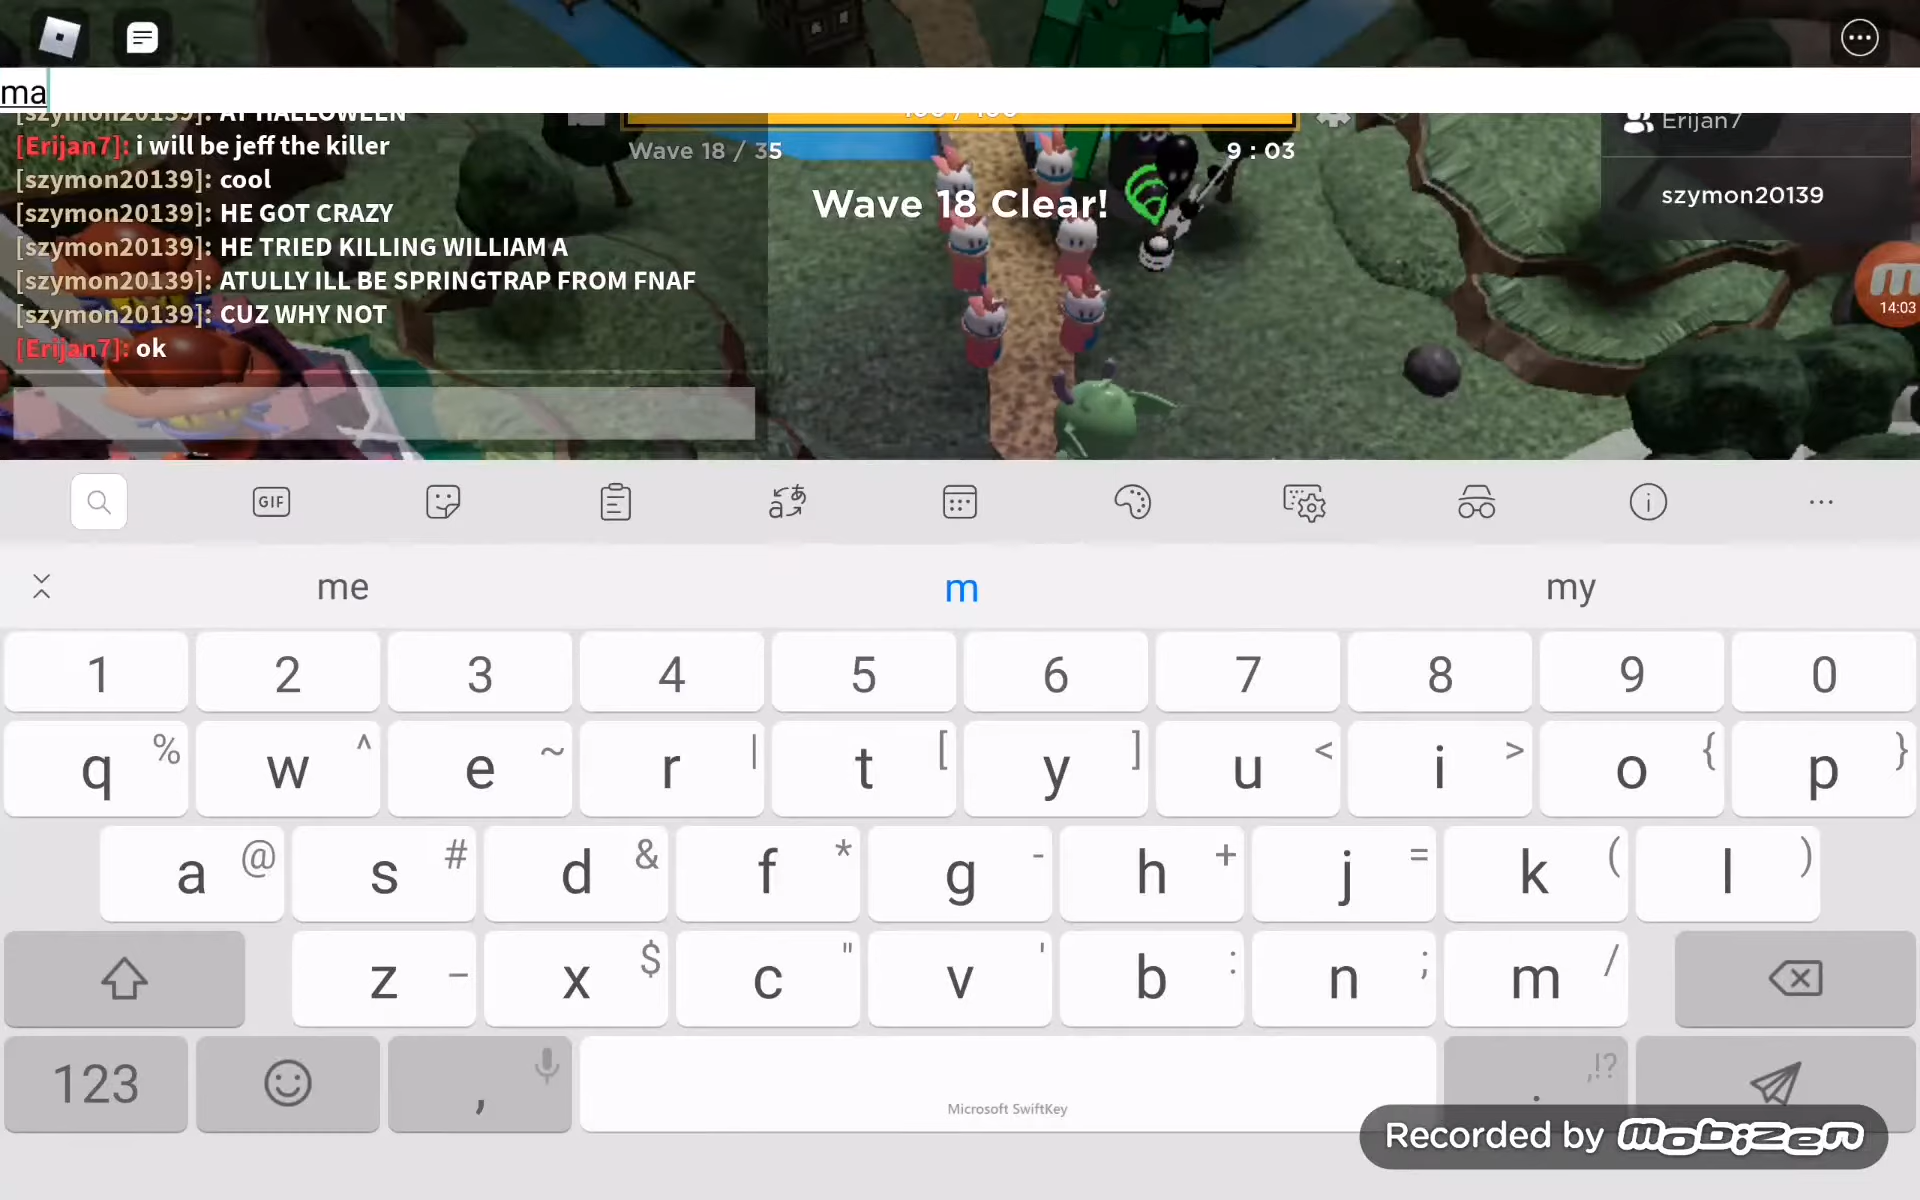 ma
[szymon20139]: AT HALLOWEEN
[Erijan7]: i will be jeff the killer
[szymon20139]: cool
[szymon20139]: HE GOT CRAZY
[szymon20139]: HE TRIED KILLING WILLIAM A
[szymon20139]: ATULLY ILL BE SPRINGTRAP FROM FNAF
[szymon20139]: CUZ WHY NOT
[Erijan7]: ok
Wave 18 / 35
9 : 03
Wave 18 Clear!
Erijan7
szymon20139
14:03
GIF
me m my
1 2 3 4 5 6 7 8 9 0
q % w ^ e ~ r | t [ y ] u < i > o { p }
a @ s # d & f * g - h + j = k ( l )
z _ x $ c " v ' b : n ; m /
123 , . ,!?
Microsoft SwiftKey
Recorded by mobizen